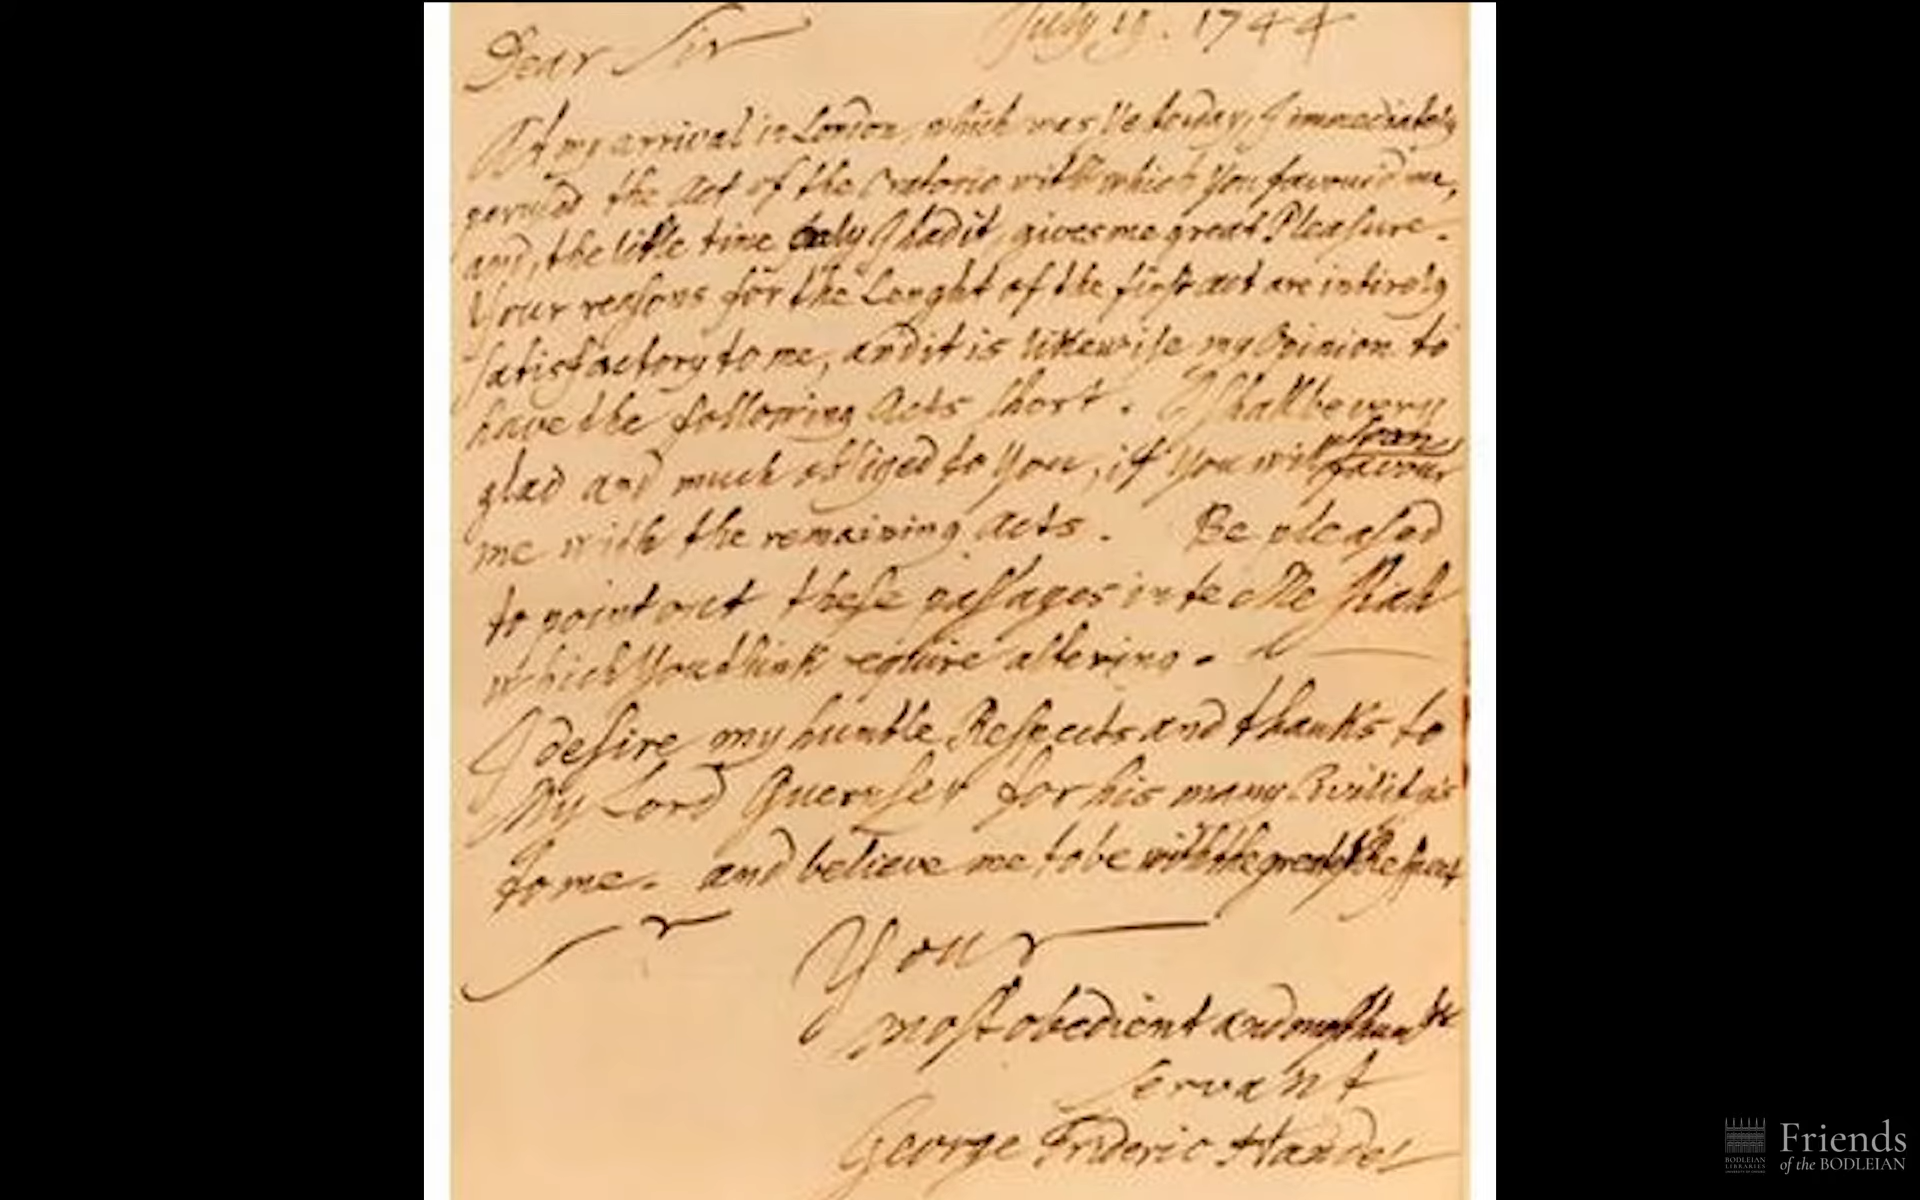 July 19. 1744
Dear Sir
At my arrival in London, which was Yesterday, I immediately
perused the Act of the Oratorio with which You favour'd me,
and, the little time only I had it, gives me great Pleasure.
Your reasons for the Lenght of the first act are intirely
satisfactory to me, and it is likewise my Opinion to
have the following Acts short. I shall be very
glad and much obliged to You, if You will soon
favour
me with the remaining Acts. Be pleased
to point out these passages in te Messiah
which You think require altering.
I desire my humble Respects and thanks to
My Lord Guernsey for his many Civilitys
to me. and believe me to be with the greatest Respect
Sr
Your
most obedient and most humble
Servant
George Frideric Handel
Friends
of the BODLEIAN
BODLEIAN
LIBRARIES